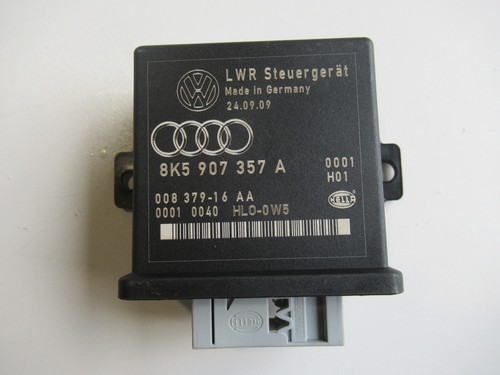 LWR Steuergerät
Made in Germany
24.09.09
8K5 907 357 A
0001
H01
008 379-16 AA
0001 0040 HLO-0W5
HELLA